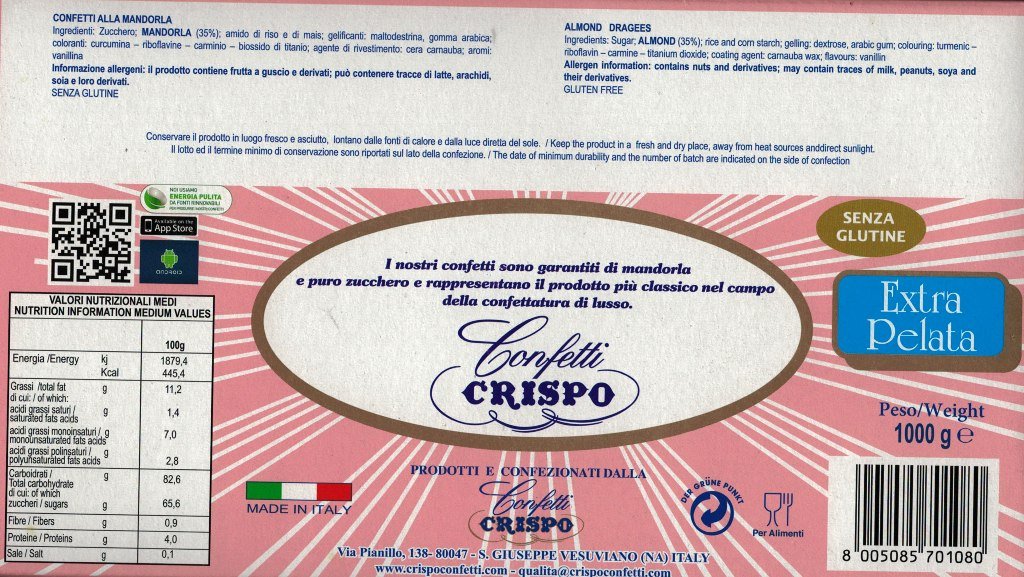 CONFETTI ALLA MANDORLA
Ingredienti: Zucchero; MANDORLA (35%); amido di riso e di mais; gelificanti: maltodestrina, gomma arabica;
coloranti: curcumina – riboflavine – carminio – biossido di titanio; agente di rivestimento: cera carnauba; aromi:
vanillina
Informazione allergeni: il prodotto contiene frutta a guscio e derivati; può contenere tracce di latte, arachidi,
soia e loro derivati.
SENZA GLUTINE
ALMOND DRAGEES
Ingredients: Sugar; ALMOND (35%); rice and corn starch; gelling: dextrose, arabic gum; colouring: turmenic –
riboflavin – carmine – titanium dioxide; coating agent: carnauba wax; flavours: vanillin
Allergen information: contains nuts and derivatives; may contain traces of milk, peanuts, soya and
their derivatives.
GLUTEN FREE
Conservare il prodotto in luogo fresco e asciutto, lontano dalle fonti di calore e dalla luce diretta del sole. / Keep the product in a fresh and dry place, away from heat sources anddirect sunlight.
Il lotto ed il termine minimo di conservazione sono riportati sul lato della confezione. / The date of minimum durability and the number of batch are indicated on the side of confection
NOI USIAMO
ENERGIA PULITA
DA FONTI RINNOVABILI
PER PRODURRE I NOSTRI CONFETTI
Available on the
App Store
ANDROID
VALORI NUTRIZIONALI MEDI
NUTRITION INFORMATION MEDIUM VALUES
100g
Energia /Energy kj 1879,4
Kcal 445,4
Grassi /total fat g 11,2
di cui: / of which:
acidi grassi saturi / g 1,4
saturated fats acids
acidi grassi monoinsaturi / g 7,0
monounsaturated fats acids
acidi grassi polinsaturi / g
polyunsaturated fats acids 2,8
Carboidrati / g 82,6
Total carbohydrate
di cui: of which
zuccheri / sugars g 65,6
Fibre / Fibers g 0,9
Proteine / Proteins g 4,0
Sale / Salt g 0,1
I nostri confetti sono garantiti di mandorla
e puro zucchero e rappresentano il prodotto più classico nel campo
della confettatura di lusso.
Confetti
CRISPO
SENZA
GLUTINE
Extra
Pelata
Peso/Weight
1000 g e
PRODOTTI E CONFEZIONATI DALLA
Confetti
CRISPO
MADE IN ITALY
DER GRÜNE PUNKT
Per Alimenti
Via Pianillo, 138- 80047 - S. GIUSEPPE VESUVIANO (NA) ITALY
www.crispoconfetti.com - qualita@crispoconfetti.com
8 005085 701080